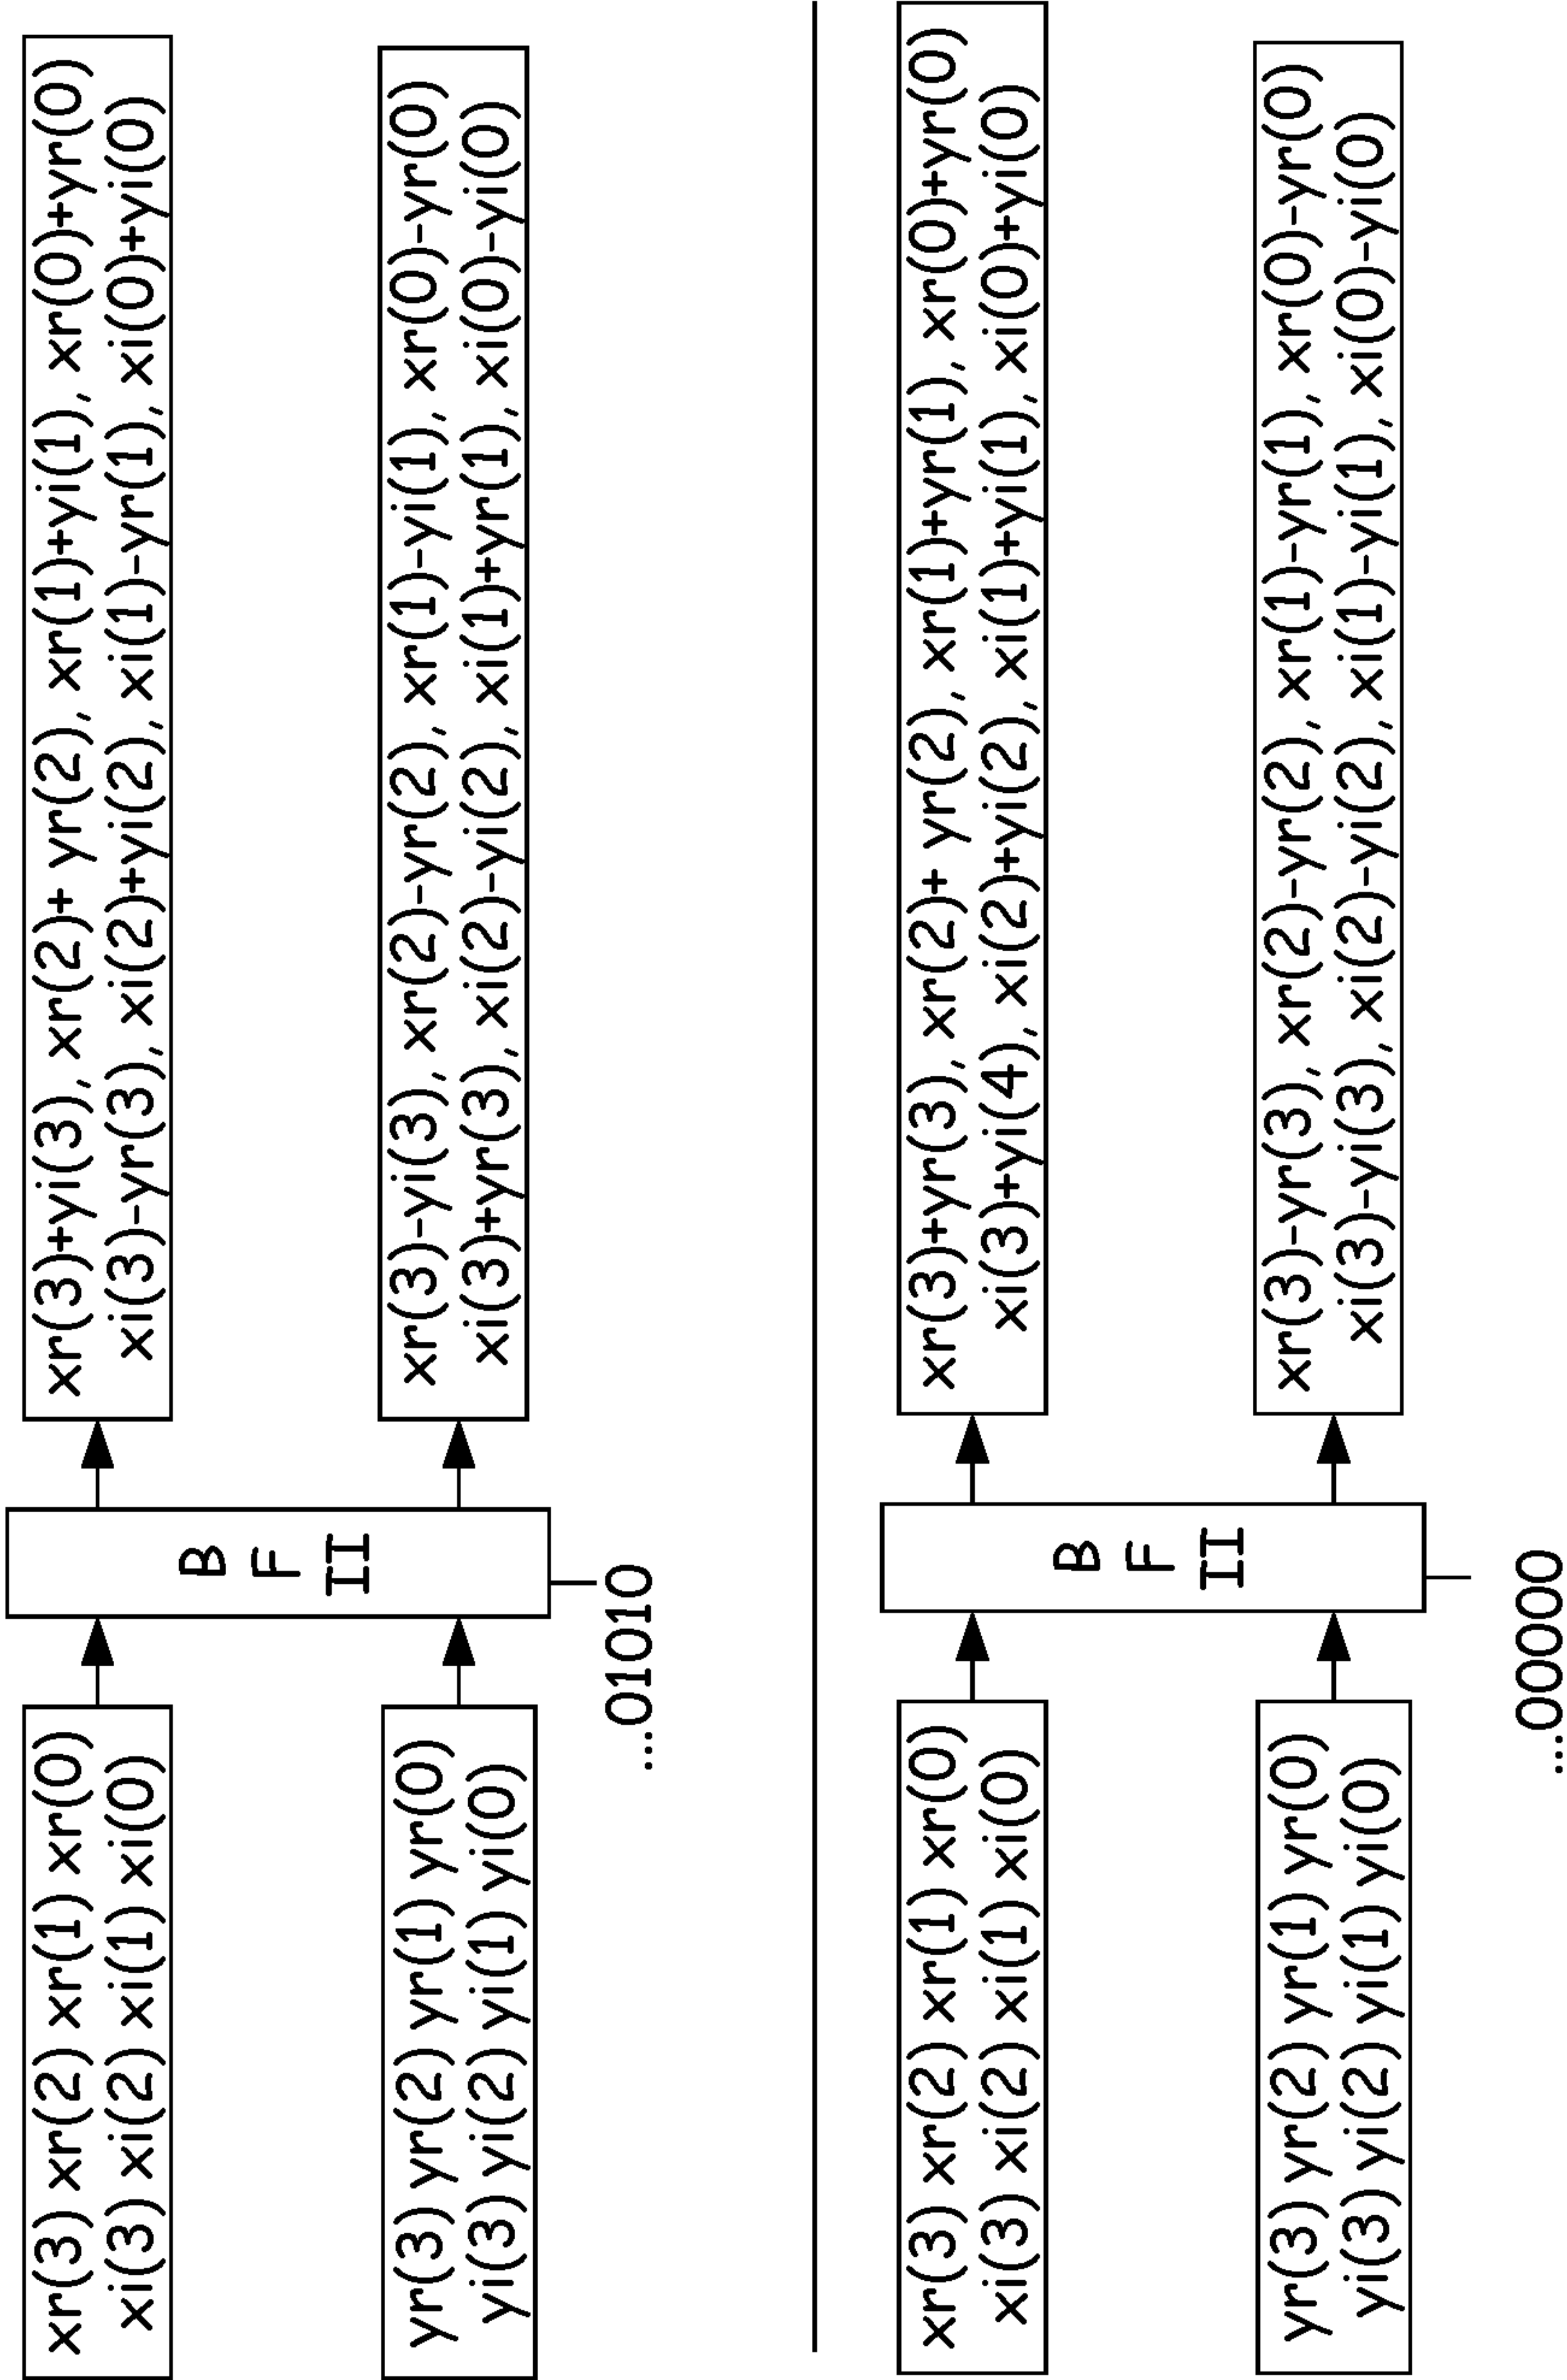 xr(3) xr(2) xr(1) xr(0)
xi(3) xi(2) xi(1) xi(0)
yr(3) yr(2) yr(1) yr(0)
yi(3) yi(2) yi(1) yi(0)
B
F
II
...01010
xr(3)+yi(3), xr(2)+ yr(2), xr(1)+yi(1), xr(0)+yr(0)
xi(3)-yr(3), xi(2)+yi(2), xi(1)-yr(1), xi(0)+yi(0)
xr(3)-yi(3), xr(2)-yr(2), xr(1)-yi(1), xr(0)-yr(0)
xi(3)+yr(3), xi(2)-yi(2), xi(1)+yr(1), xi(0)-yi(0)
xr(3) xr(2) xr(1) xr(0)
xi(3) xi(2) xi(1) xi(0)
yr(3) yr(2) yr(1) yr(0)
yi(3) yi(2) yi(1) yi(0)
B
F
II
...00000
xr(3)+yr(3), xr(2)+ yr(2), xr(1)+yr(1), xr(0)+yr(0)
xi(3)+yi(4), xi(2)+yi(2), xi(1)+yi(1), xi(0)+yi(0)
xr(3)-yr(3), xr(2)-yr(2), xr(1)-yr(1), xr(0)-yr(0)
xi(3)-yi(3), xi(2)-yi(2), xi(1)-yi(1), xi(0)-yi(0)